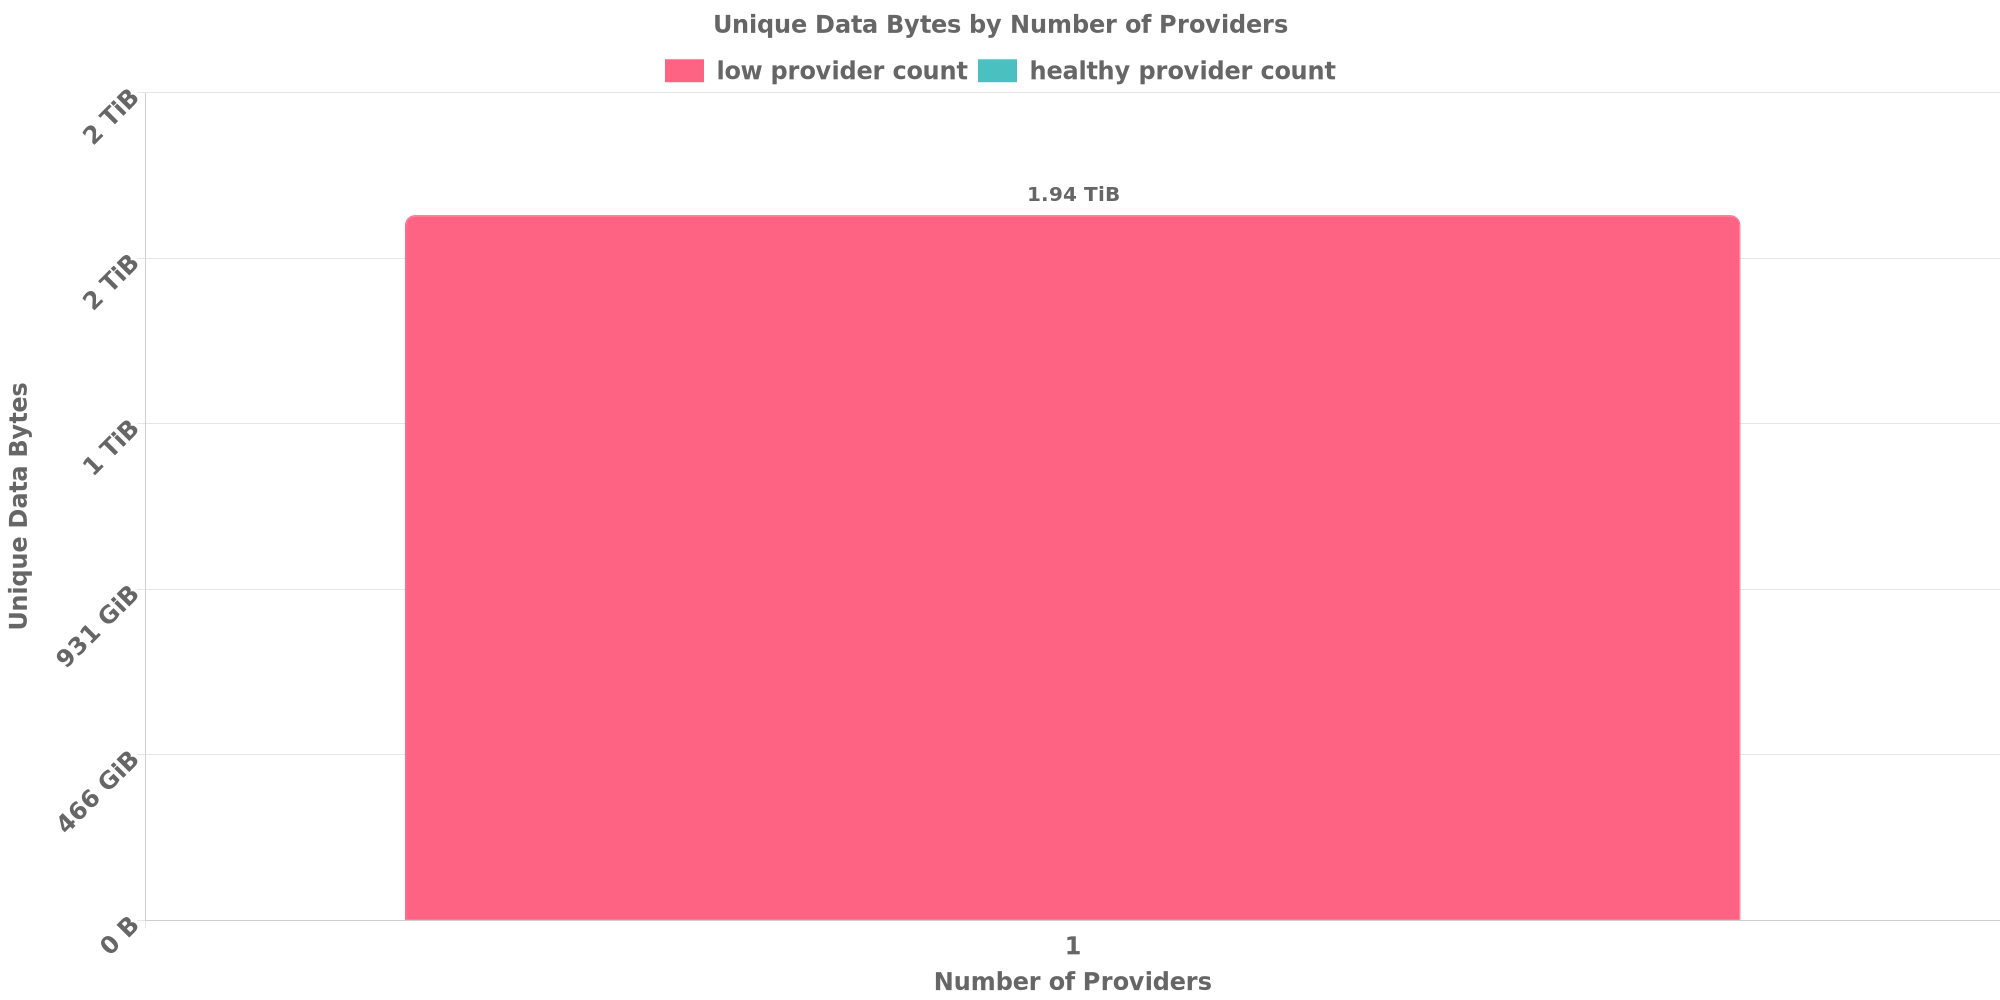 Unique Data Bytes by Number of Providers
low provider count healthy provider count
2 TiB
1.94 TiB
2 TiB
1 TiB
931 GiB
466 GiB
0 B
Unique Data Bytes
1
Number of Providers